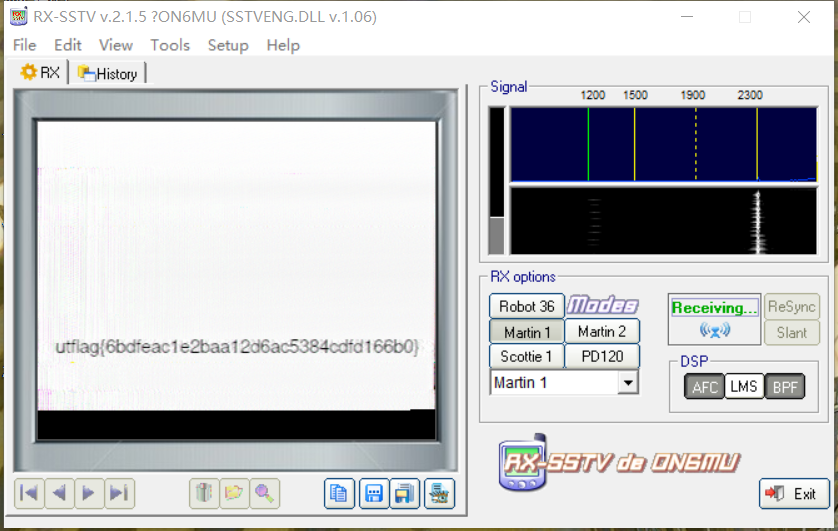 RX-SSTV v.2.1.5 ?ON6MU (SSTVENG.DLL v.1.06)
File Edit View Tools Setup Help
RX History
utflag{6bdfeac1e2baa12d6ac5384cdfd166b0}
Signal
1200 1500 1900 2300
RX options
Robot 36 Modes
Martin 1 Martin 2
Scottie 1 PD120
Martin 1
Receiving... ReSync
Slant
DSP
AFC LMS BPF
RX-SSTV de ON6MU
Exit